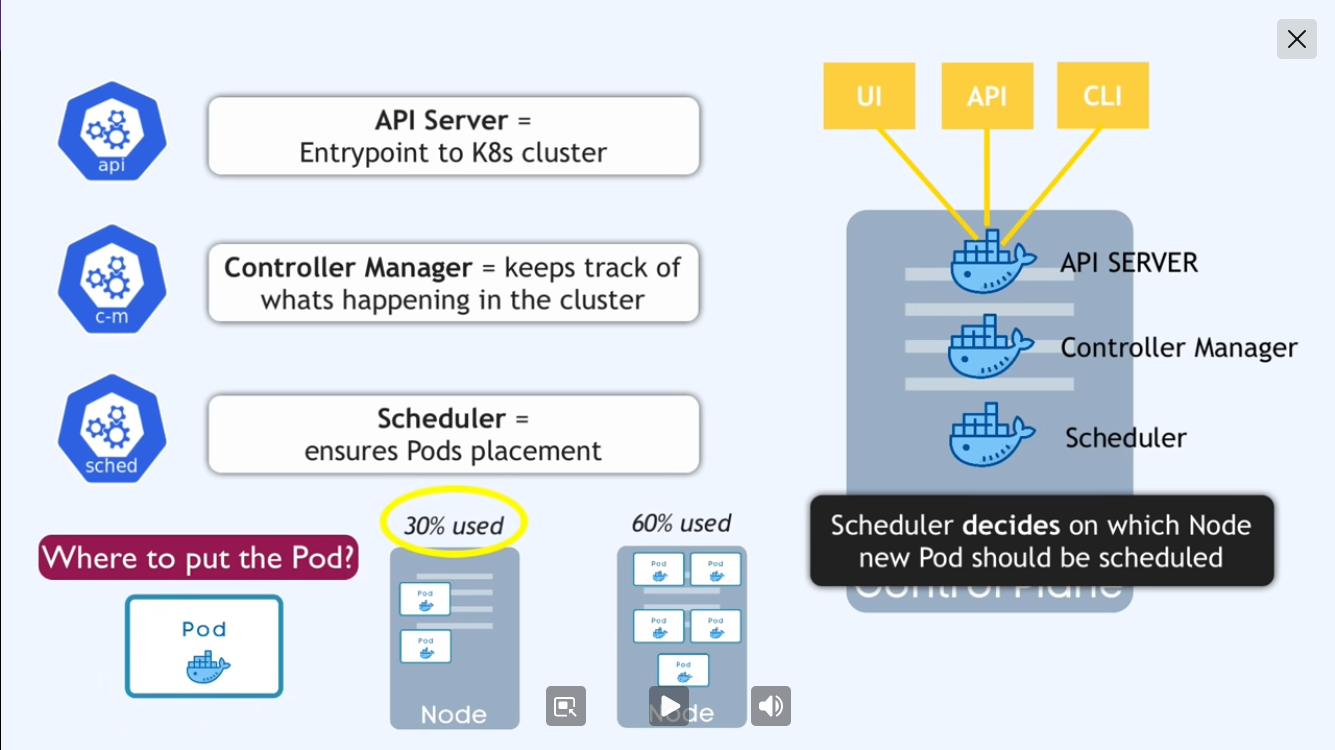 api
API Server =
Entrypoint to K8s cluster
c-m
Controller Manager = keeps track of
whats happening in the cluster
sched
Scheduler =
ensures Pods placement
Where to put the Pod?
Pod
30% used
Pod
Pod
Node
60% used
Pod
Pod
Pod
Pod
Pod
Node
UI
API
CLI
API SERVER
Controller Manager
Scheduler
Scheduler decides on which Node
new Pod should be scheduled
Control Plane